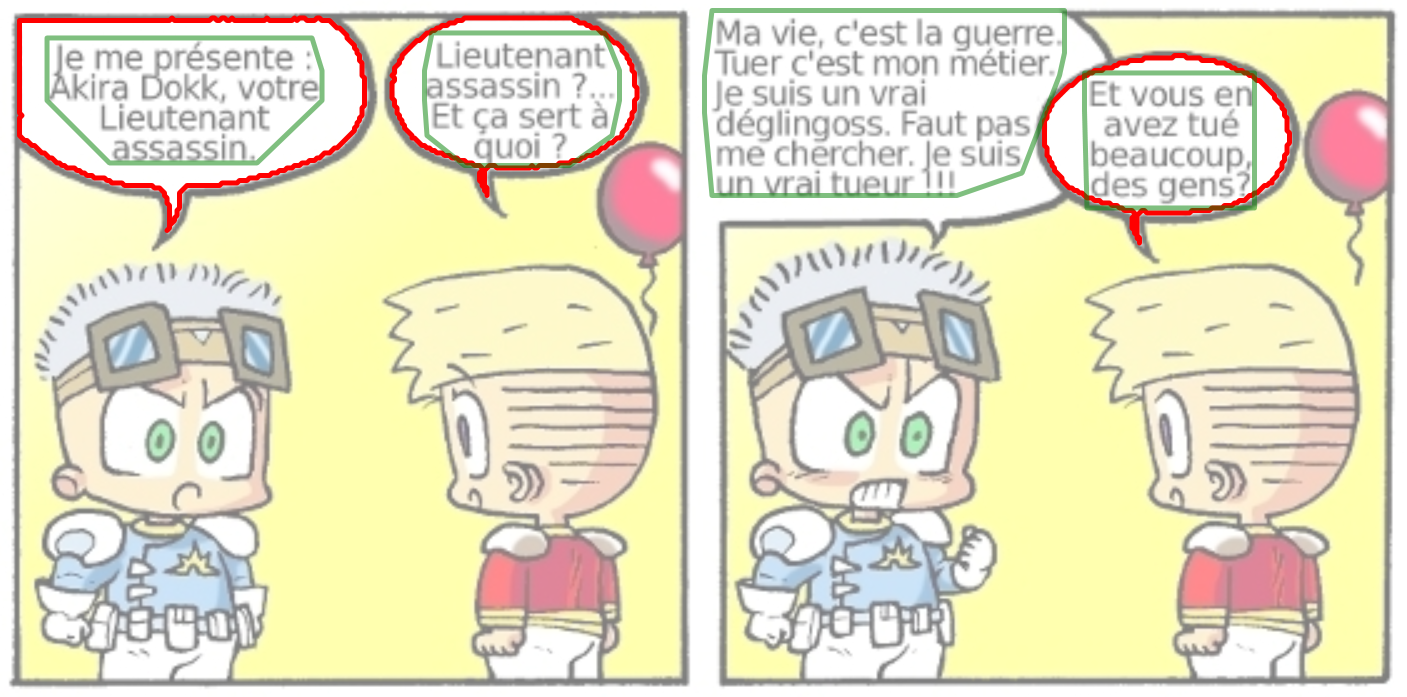 Je me présente :
Akira Dokk, votre
Lieutenant
assassin.
Lieutenant
assassin ?...
Et ça sert à
quoi ?
Ma vie, c'est la guerre.
Tuer c'est mon métier.
Je suis un vrai
déglingoss. Faut pas
me chercher. Je suis
un vrai tueur !!!
Et vous en
avez tué
beaucoup,
des gens?